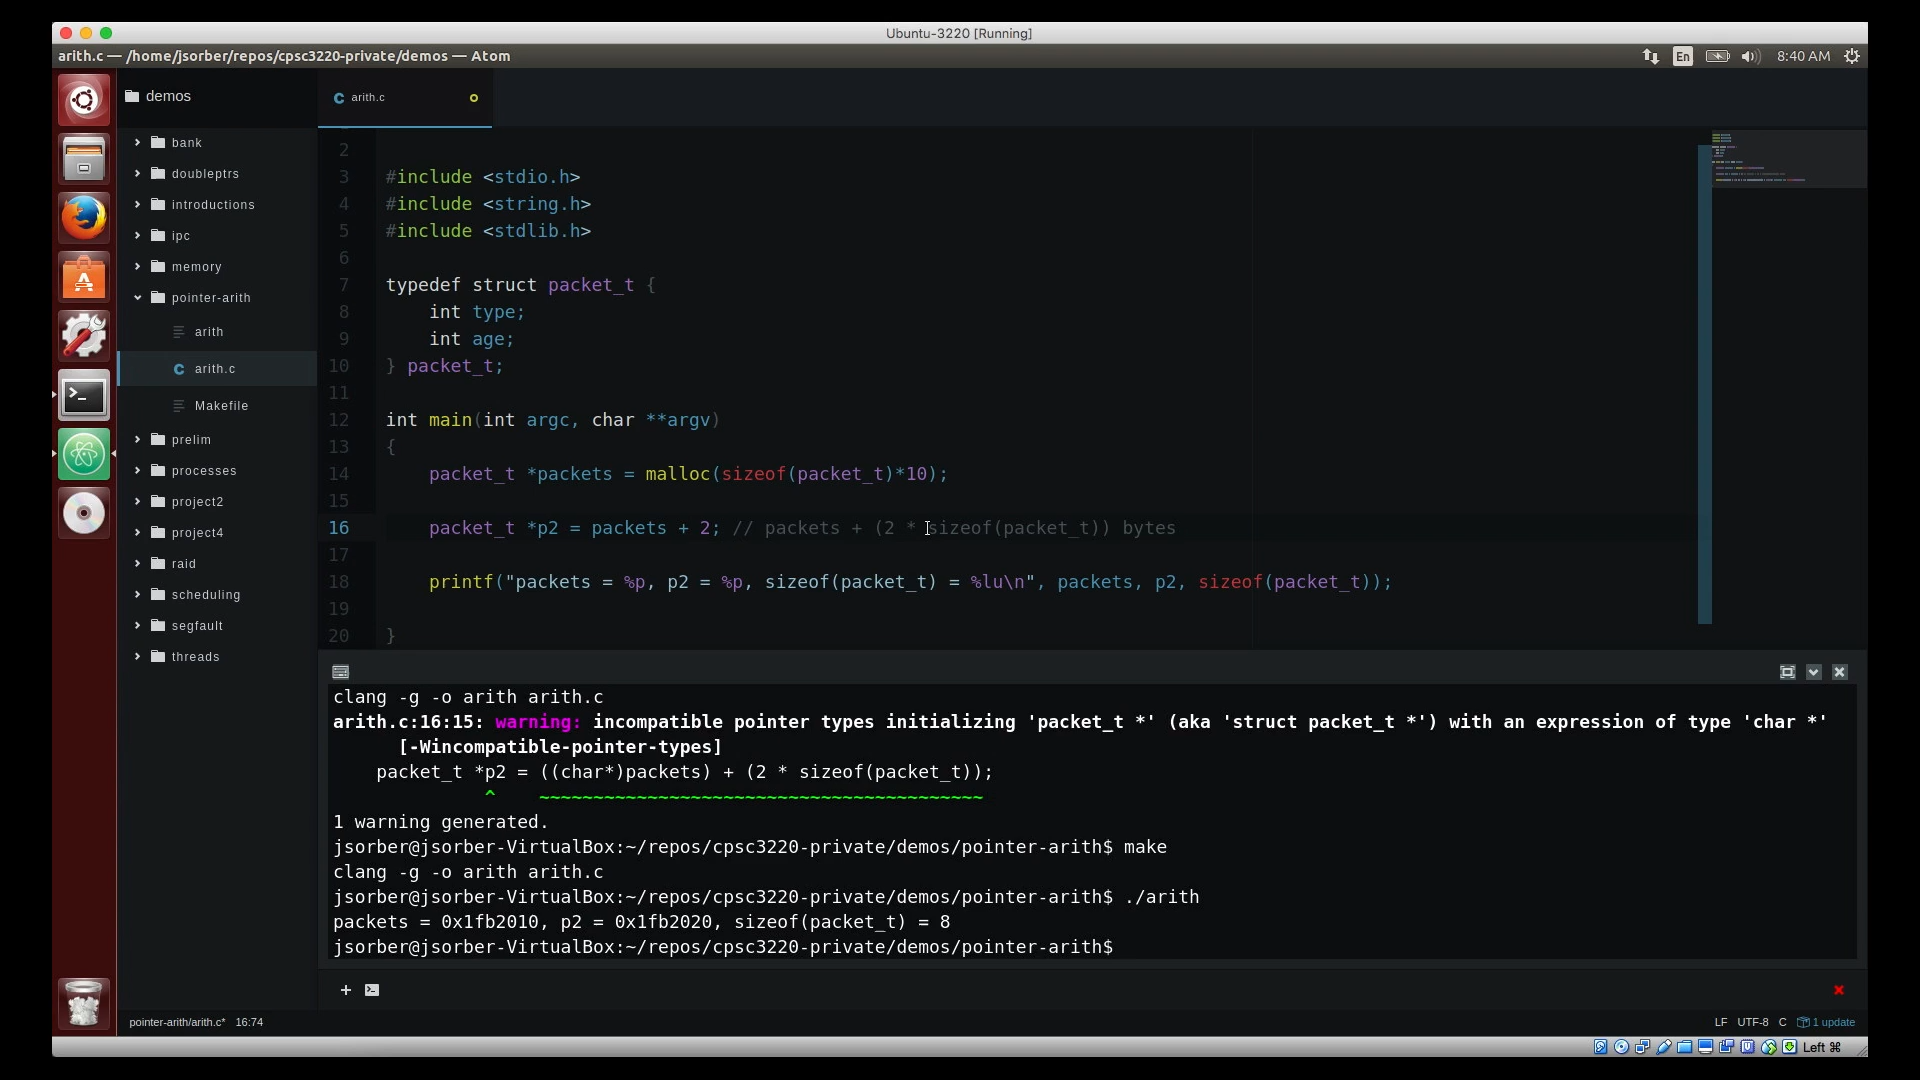 Ubuntu-3220 [Running]
arith.c — /home/jsorber/repos/cpsc3220-private/demos — Atom
En
8:40 AM
demos
bank
doubleptrs
introductions
ipc
memory
pointer-arith
arith
arith.c
Makefile
prelim
processes
project2
project4
raid
scheduling
segfault
threads
arith.c
2
3 #include <stdio.h>
4 #include <string.h>
5 #include <stdlib.h>
6
7 typedef struct packet_t {
8 int type;
9 int age;
10 } packet_t;
11
12 int main(int argc, char **argv)
13 {
14 packet_t *packets = malloc(sizeof(packet_t)*10);
15
16 packet_t *p2 = packets + 2; // packets + (2 * sizeof(packet_t)) bytes
17
18 printf("packets = %p, p2 = %p, sizeof(packet_t) = %lu\n", packets, p2, sizeof(packet_t));
19
20 }
clang -g -o arith arith.c
arith.c:16:15: warning: incompatible pointer types initializing 'packet_t *' (aka 'struct packet_t *') with an expression of type 'char *'
[-Wincompatible-pointer-types]
packet_t *p2 = ((char*)packets) + (2 * sizeof(packet_t));
^ ~~~~~~~~~~~~~~~~~~~~~~~~~~~~~~~~~~~~~~~~~
1 warning generated.
jsorber@jsorber-VirtualBox:~/repos/cpsc3220-private/demos/pointer-arith$ make
clang -g -o arith arith.c
jsorber@jsorber-VirtualBox:~/repos/cpsc3220-private/demos/pointer-arith$ ./arith
packets = 0x1fb2010, p2 = 0x1fb2020, sizeof(packet_t) = 8
jsorber@jsorber-VirtualBox:~/repos/cpsc3220-private/demos/pointer-arith$
pointer-arith/arith.c* 16:74
LF UTF-8 C 1 update
Left ⌘